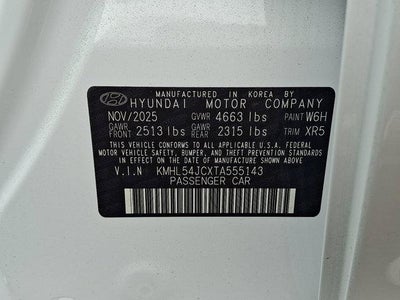 MANUFACTURED IN KOREA BY
HYUNDAI MOTOR COMPANY
NOV/2025 GVWR 4663 lbs PAINT W6H
GAWR FRONT 2513 lbs GAWR REAR 2315 lbs TRIM XR5
THIS VEHICLE CONFORMS TO ALL APPLICABLE U.S.A. FEDERAL
MOTOR VEHICLE SAFETY, BUMPER, AND THEFT PREVENTION STANDARDS
IN EFFECT ON THE DATE OF MANUFACTURE SHOWN ABOVE.
V.I.N KMHL54JCXTA555143
PASSENGER CAR